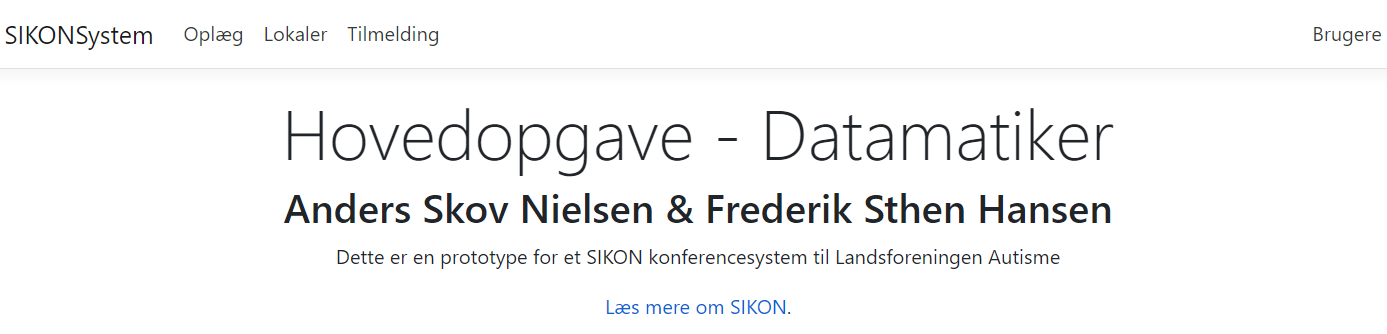 SIKONSystem Oplæg Lokaler Tilmelding Brugere
Hovedopgave - Datamatiker
Anders Skov Nielsen & Frederik Sthen Hansen
Dette er en prototype for et SIKON konferencesystem til Landsforeningen Autisme
Læs mere om SIKON.